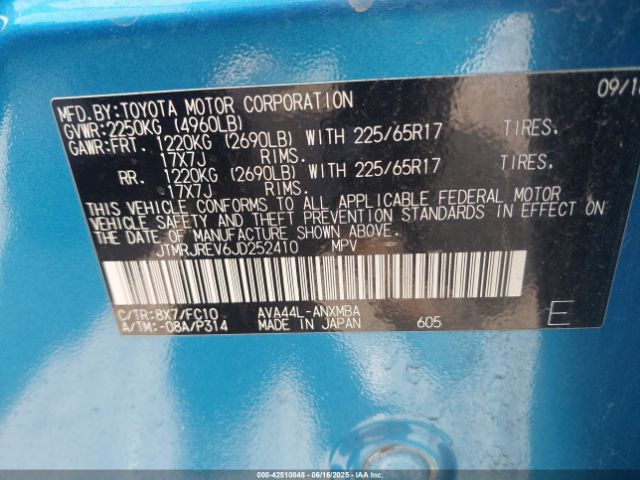 MFD.BY:TOYOTA MOTOR CORPORATION 09/18
GVWR:2250KG (4960LB)
GAWR:FRT. 1220KG (2690LB) WITH 225/65R17 TIRES.
17X7J RIMS.
RR. 1220KG (2690LB) WITH 225/65R17 TIRES.
17X7J RIMS.
THIS VEHICLE CONFORMS TO ALL APPLICABLE FEDERAL MOTOR
VEHICLE SAFETY AND THEFT PREVENTION STANDARDS IN EFFECT ON
THE DATE OF MANUFACTURE SHOWN ABOVE.
JTMRJREV6JD252410 MPV
C/TR:8X7/FC10 AVA44L-ANXMBA
A/TM:-08A/P314 MADE IN JAPAN 605 E
000-42510848 | 06/16/2025 | IAAI.com